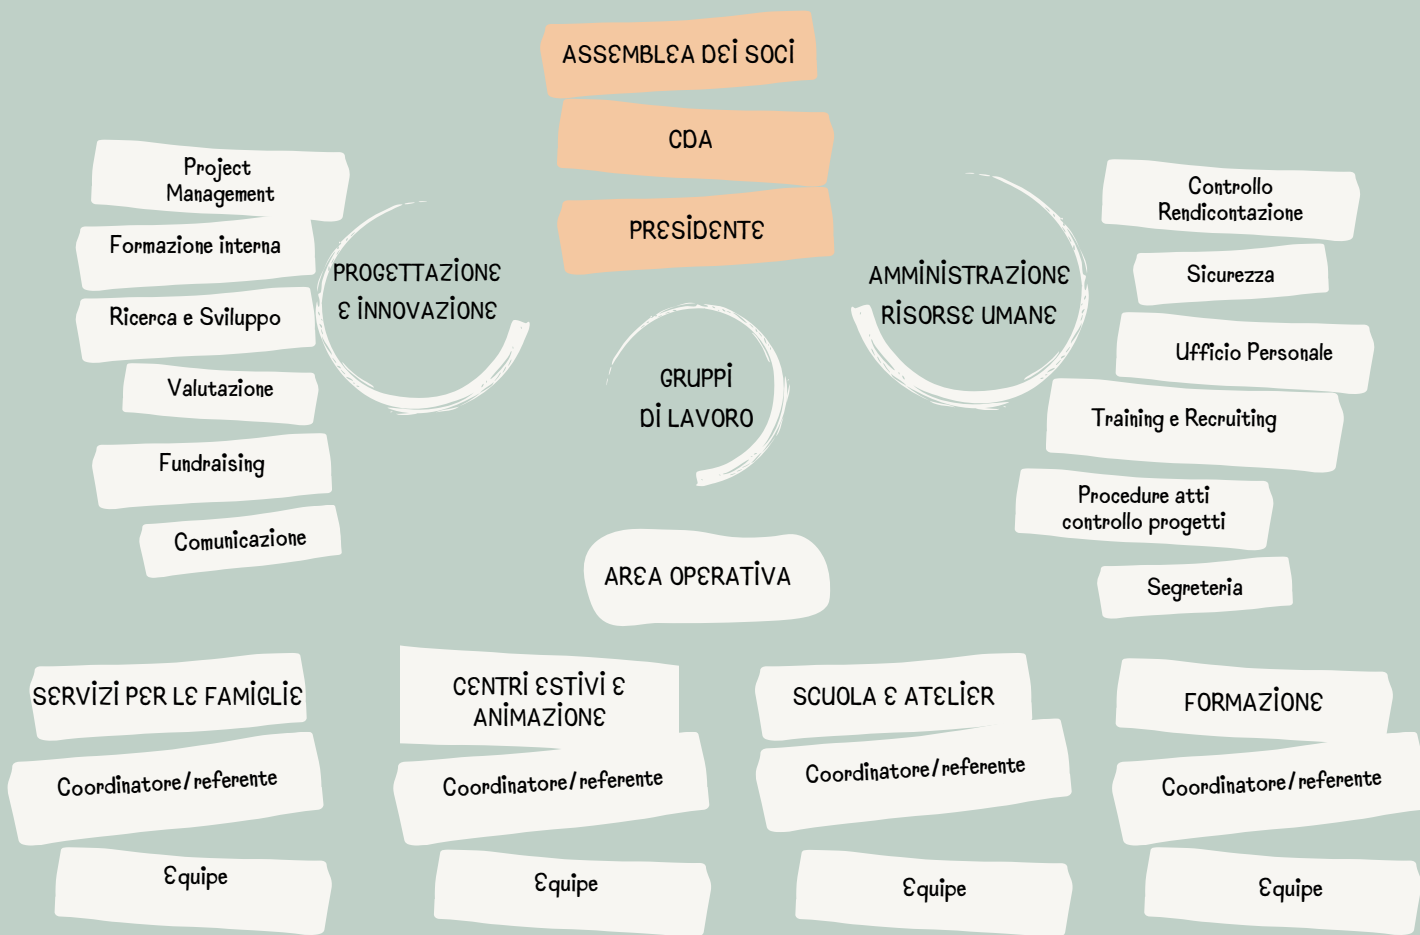 ASSEMBLEA DEI SOCI
CDA
PRESIDENTE
Project
Management
Formazione interna
Ricerca e Sviluppo
Valutazione
Fundraising
Comunicazione
PROGETTAZIONE
E INNOVAZIONE
GRUPPI
DI LAVORO
AMMINISTRAZIONE
RISORSE UMANE
Controllo
Rendicontazione
Sicurezza
Ufficio Personale
Training e Recruiting
Procedure atti
controllo progetti
Segreteria
AREA OPERATIVA
SERVIZI PER LE FAMIGLIE
Coordinatore/referente
Equipe
CENTRI ESTIVI E
ANIMAZIONE
Coordinatore/referente
Equipe
SCUOLA E ATELIER
Coordinatore/referente
Equipe
FORMAZIONE
Coordinatore/referente
Equipe